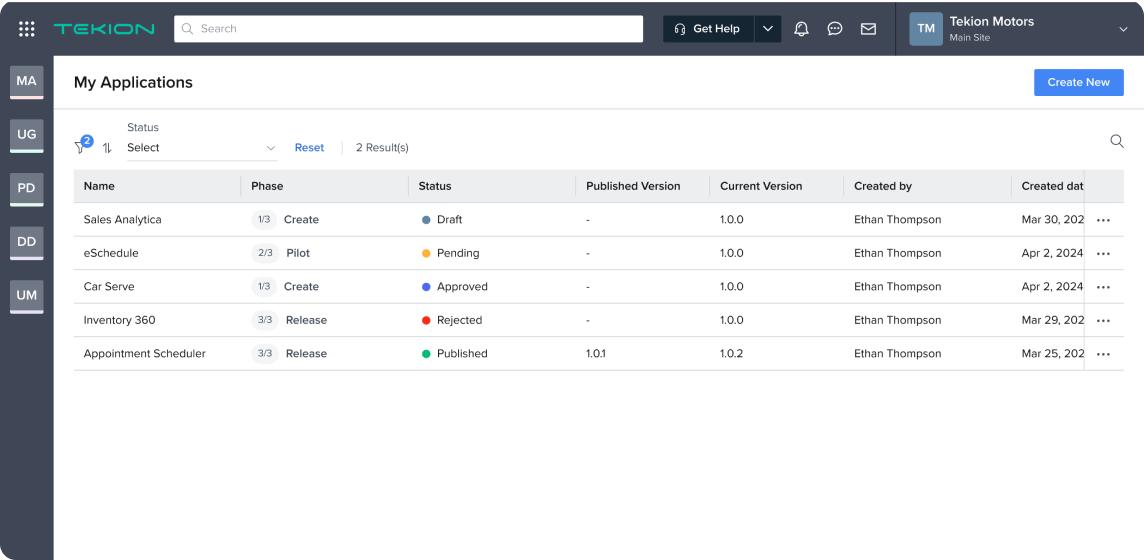 TEKION Search Get Help TM Tekion Motors
Main Site
MA My Applications Create New
UG
PD
DD
UM
2 Status
Select Reset 2 Result(s)
Name Phase Status Published Version Current Version Created by Created dat
Sales Analytica 1/3 Create Draft - 1.0.0 Ethan Thompson Mar 30, 202 ...
eSchedule 2/3 Pilot Pending - 1.0.0 Ethan Thompson Apr 2, 2024 ...
Car Serve 1/3 Create Approved - 1.0.0 Ethan Thompson Apr 2, 2024 ...
Inventory 360 3/3 Release Rejected - 1.0.0 Ethan Thompson Mar 29, 202 ...
Appointment Scheduler 3/3 Release Published 1.0.1 1.0.2 Ethan Thompson Mar 25, 202 ...